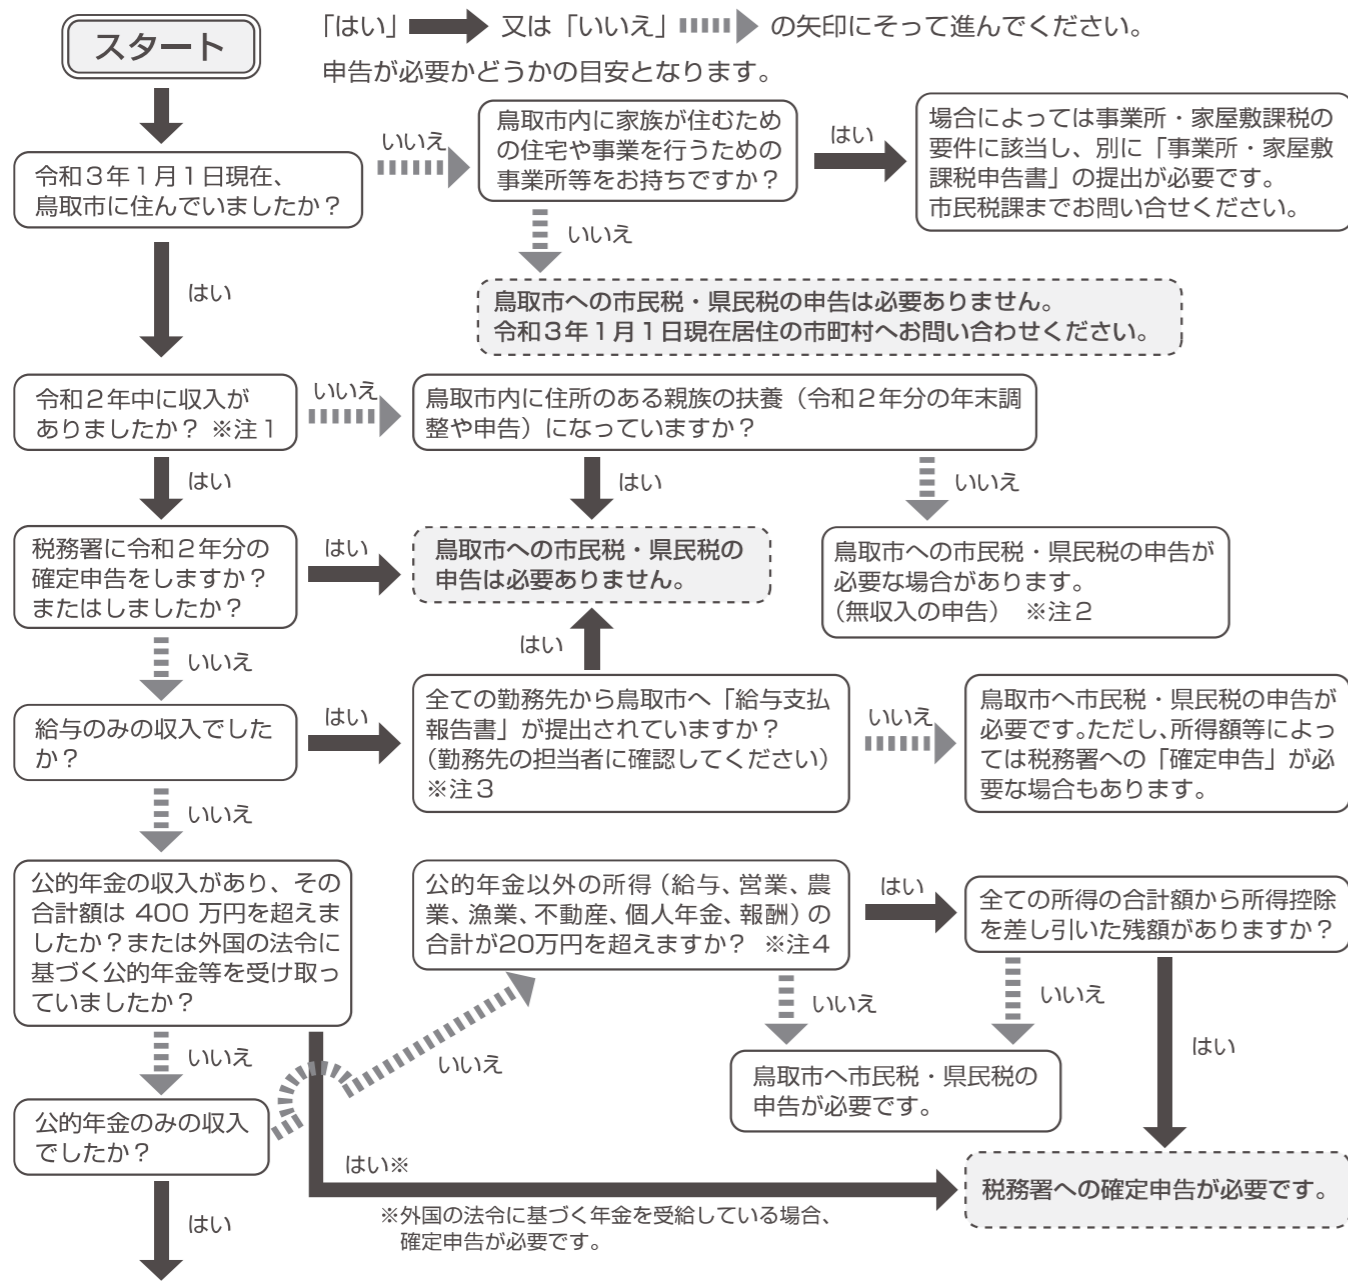 スタート
「はい」 又は「いいえ」 の矢印にそって進んでください。
申告が必要かどうかの目安となります。
令和3年1月1日現在、
鳥取市に住んでいましたか？
いいえ
鳥取市内に家族が住むため
の住宅や事業を行うための
事業所等をお持ちですか？
はい
場合によっては事業所・家屋敷課税の
要件に該当し、別に「事業所・家屋敷
課税申告書」の提出が必要です。
市民税課までお問い合せください。
いいえ
鳥取市への市民税・県民税の申告は必要ありません。
令和3年1月1日現在居住の市町村へお問い合わせください。
はい
令和2年中に収入が
ありましたか？ ※注1
いいえ
鳥取市内に住所のある親族の扶養（令和2年分の年末調
整や申告）になっていますか？
はい
はい
いいえ
税務署に令和2年分の
確定申告をしますか？
またはしましたか？
はい
鳥取市への市民税・県民税の
申告は必要ありません。
鳥取市への市民税・県民税の申告が
必要な場合があります。
（無収入の申告） ※注2
いいえ
はい
給与のみの収入でした
か？
はい
全ての勤務先から鳥取市へ「給与支払
報告書」が提出されていますか？
（勤務先の担当者に確認してください）
※注3
いいえ
鳥取市へ市民税・県民税の申告が
必要です。ただし、所得額等によっ
ては税務署への「確定申告」が必
要な場合もあります。
いいえ
公的年金の収入があり、その
合計額は 400 万円を超えま
したか？または外国の法令に
基づく公的年金等を受け取っ
ていましたか？
公的年金以外の所得（給与、営業、農
業、漁業、不動産、個人年金、報酬）の
合計が20万円を超えますか？ ※注4
はい
全ての所得の合計額から所得控除
を差し引いた残額がありますか？
いいえ
いいえ
いいえ
いいえ
はい
鳥取市へ市民税・県民税の
申告が必要です。
公的年金のみの収入
でしたか？
はい※
税務署への確定申告が必要です。
※外国の法令に基づく年金を受給している場合、
確定申告が必要です。
はい